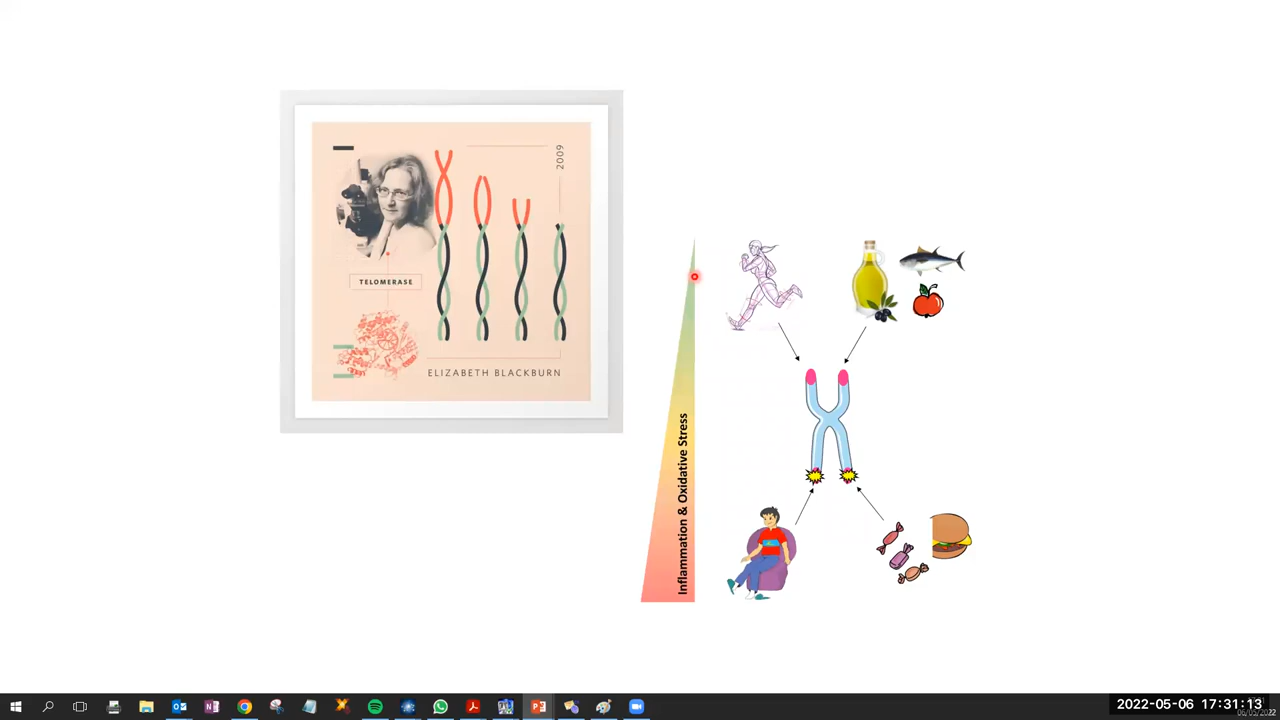 2009
TELOMERASE
ELIZABETH BLACKBURN
Inflammation & Oxidative Stress
2022-05-06 17:31:13